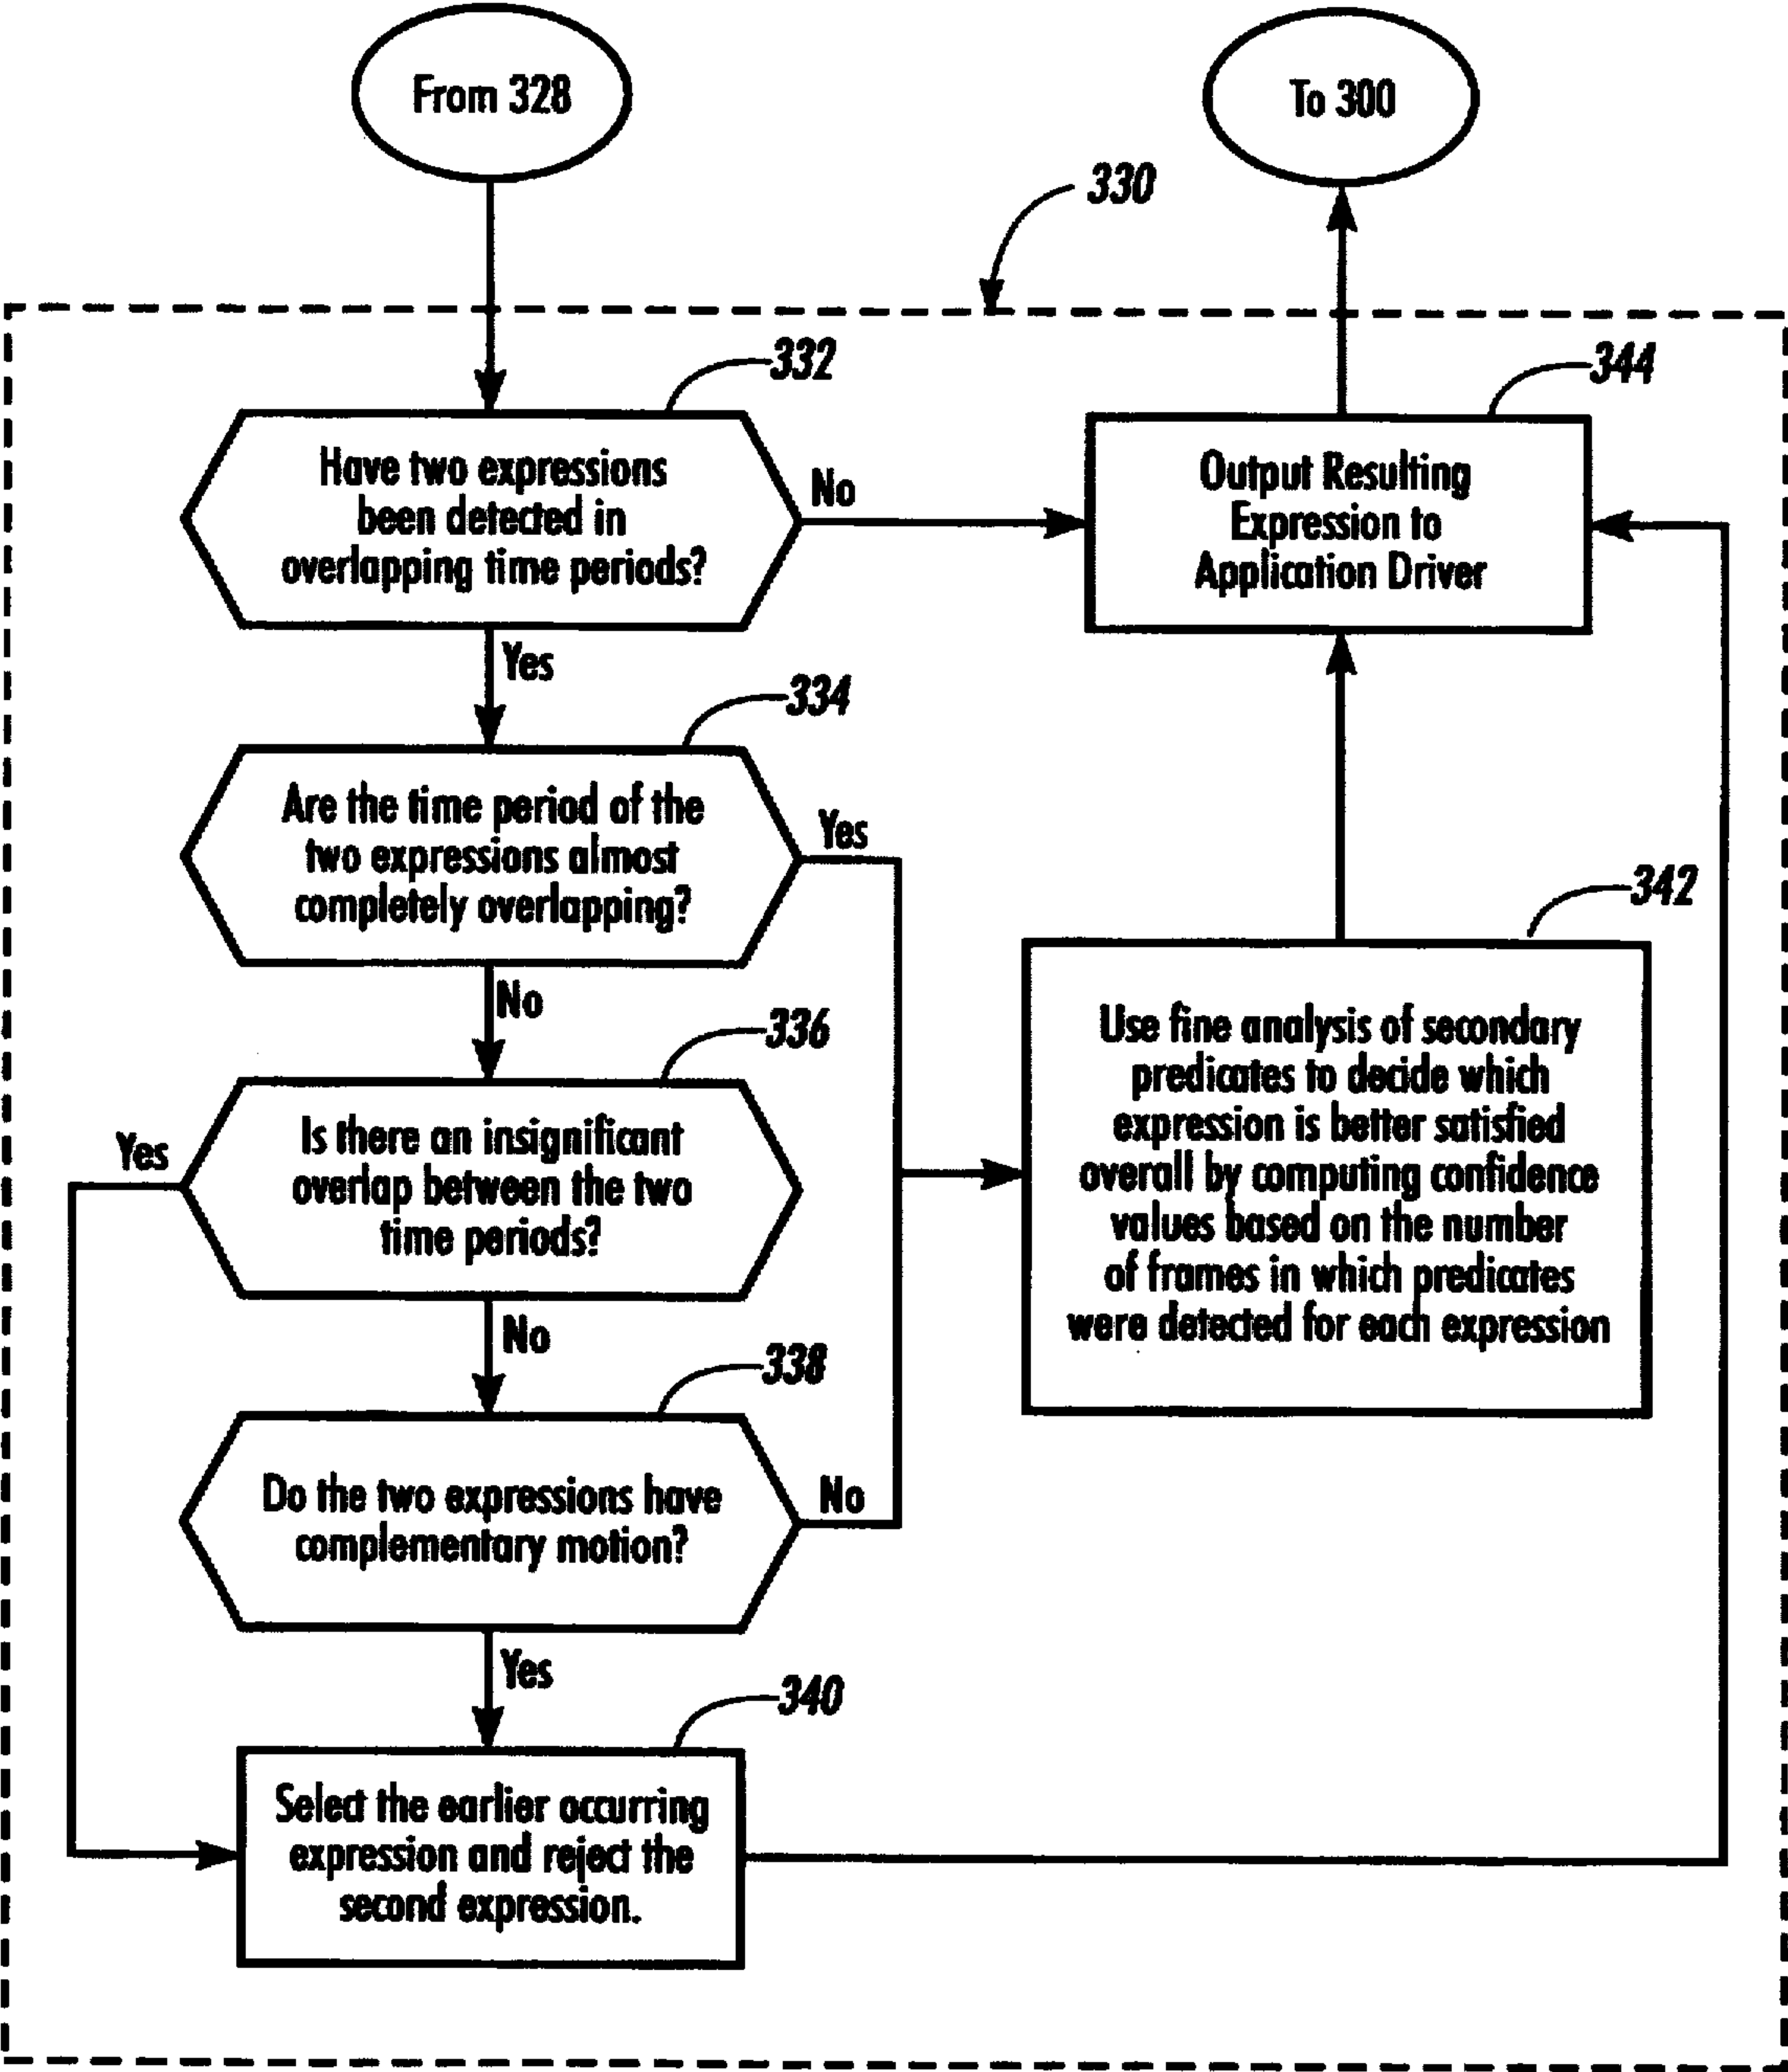 From 328
To 300
330
332
Have two expressions
been detected in
overlapping time periods?
No
344
Output Resulting
Expression to
Application Driver
Yes
334
Are the time period of the
two expressions almost
completely overlapping?
Yes
342
Use fine analysis of secondary
predicates to decide which
expression is better satisfied
overall by computing confidence
values based on the number
of frames in which predicates
were detected for each expression
No
336
Yes
Is there an insignificant
overlap between the two
time periods?
No
338
Do the two expressions have
complementary motion?
No
Yes
340
Select the earlier occurring
expression and reject the
second expression.